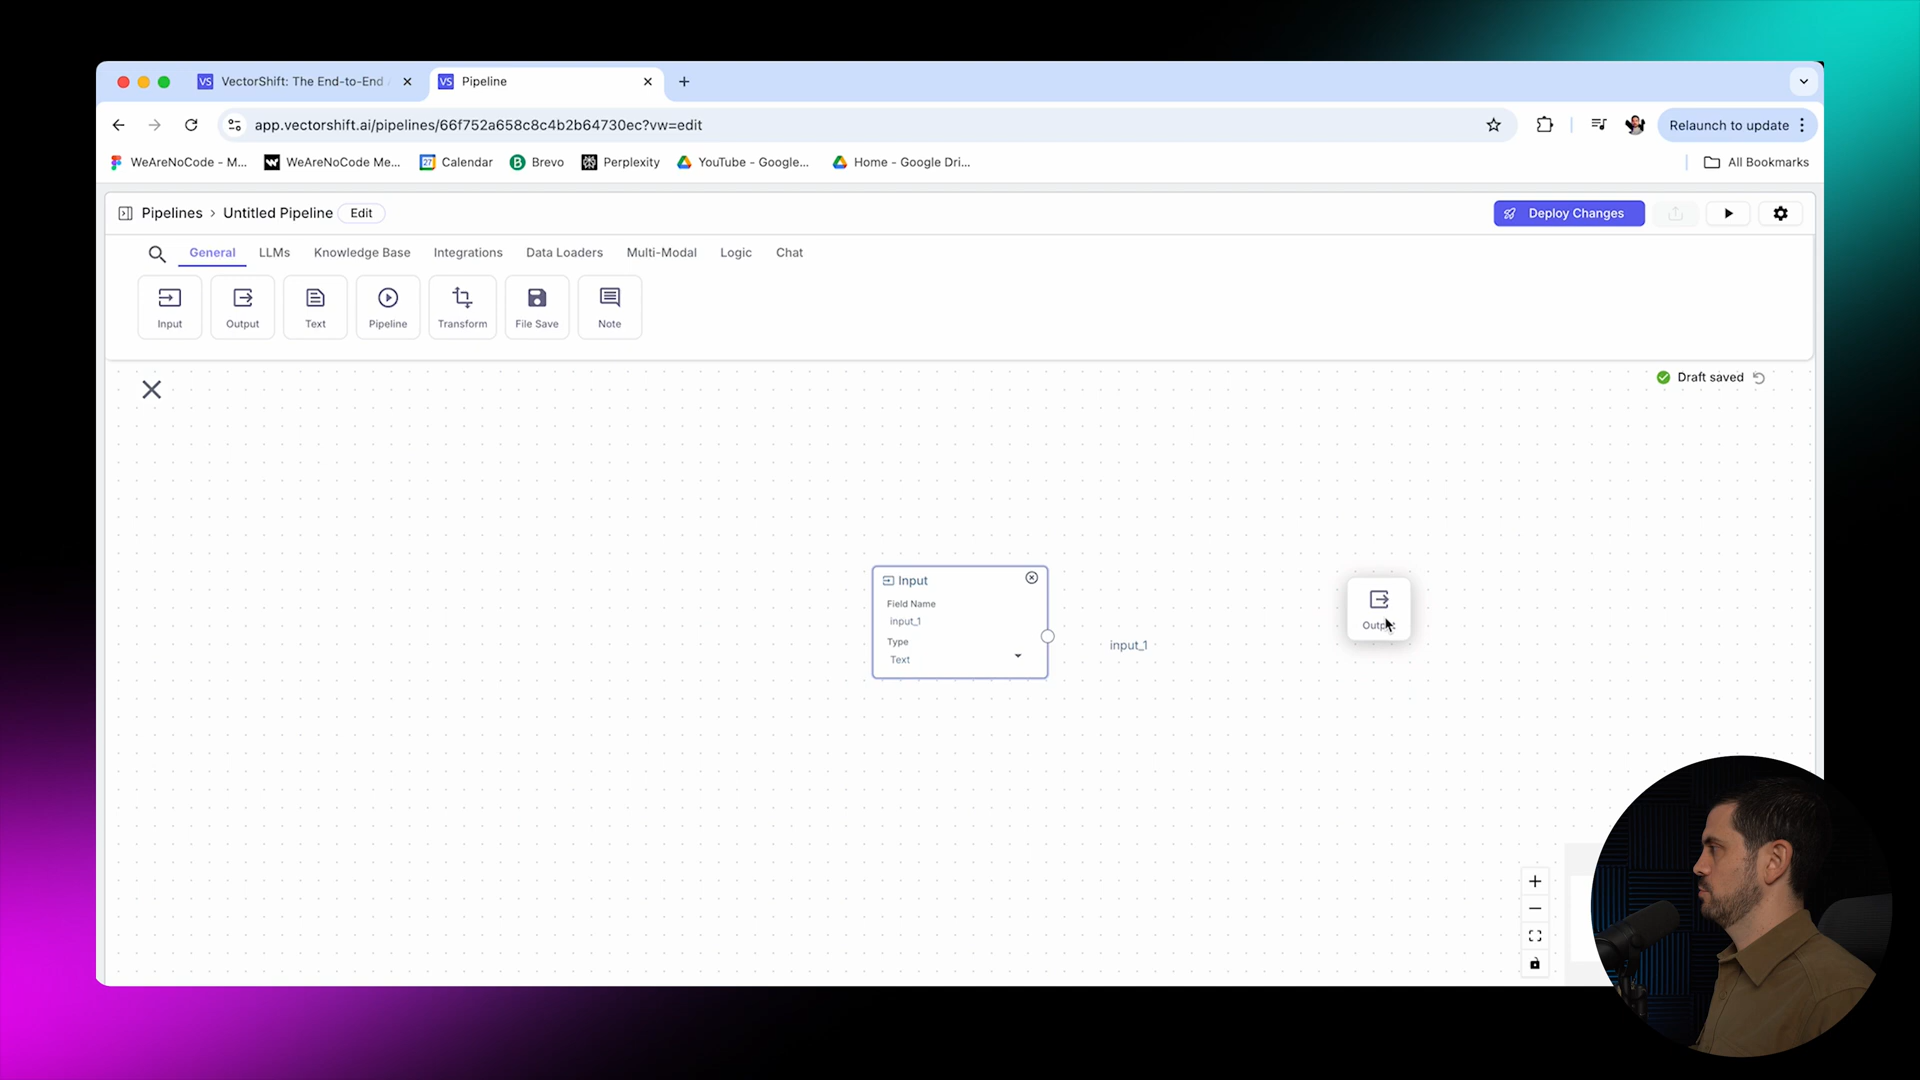 VS VectorShift: The End-to-End
VS Pipeline
app.vectorshift.ai/pipelines/66f752a658c8c4b2b64730ec?vw=edit
Relaunch to update
WeAreNoCode - M...
WeAreNoCode Me...
27 Calendar
B Brevo
Perplexity
YouTube - Google...
Home - Google Dri...
All Bookmarks
Pipelines > Untitled Pipeline Edit
Deploy Changes
General LLMs Knowledge Base Integrations Data Loaders Multi-Modal Logic Chat
Input Output Text Pipeline Transform File Save Note
Draft saved
Input
Field Name
input_1
Type
Text
input_1